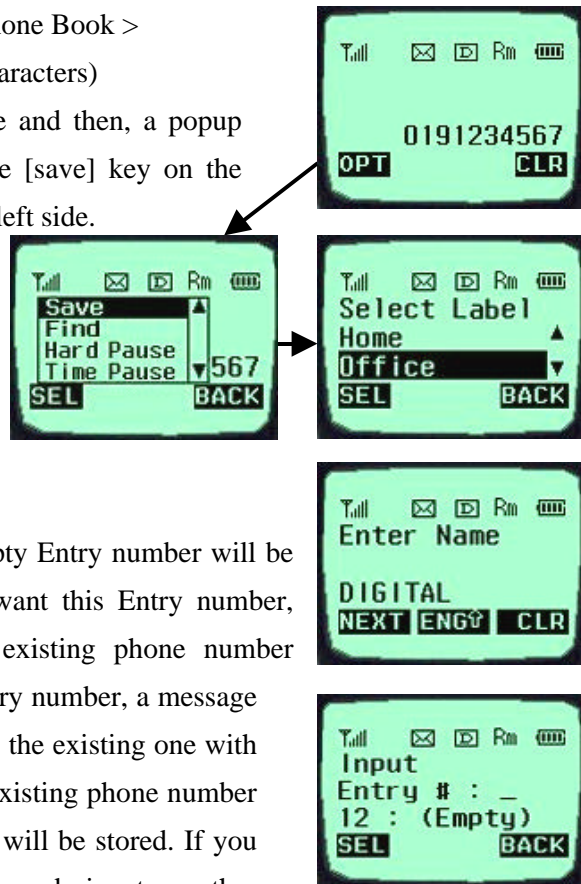 one Book >
aracters)
e and then, a popup
e [save] key on the
left side.
Rm
0191234567
OPT CLR
Rm
Save
Find
Hard Pause
Time Pause 567
SEL BACK
Rm
Select Label
Home
Office
SEL BACK
Rm
Enter Name
DIGITAL
NEXT ENG⇧ CLR
pty Entry number will be
want this Entry number,
existing phone number
ry number, a message
the existing one with
xisting phone number
will be stored. If you
Rm
Input
Entry # : _
12 : (Empty)
SEL BACK